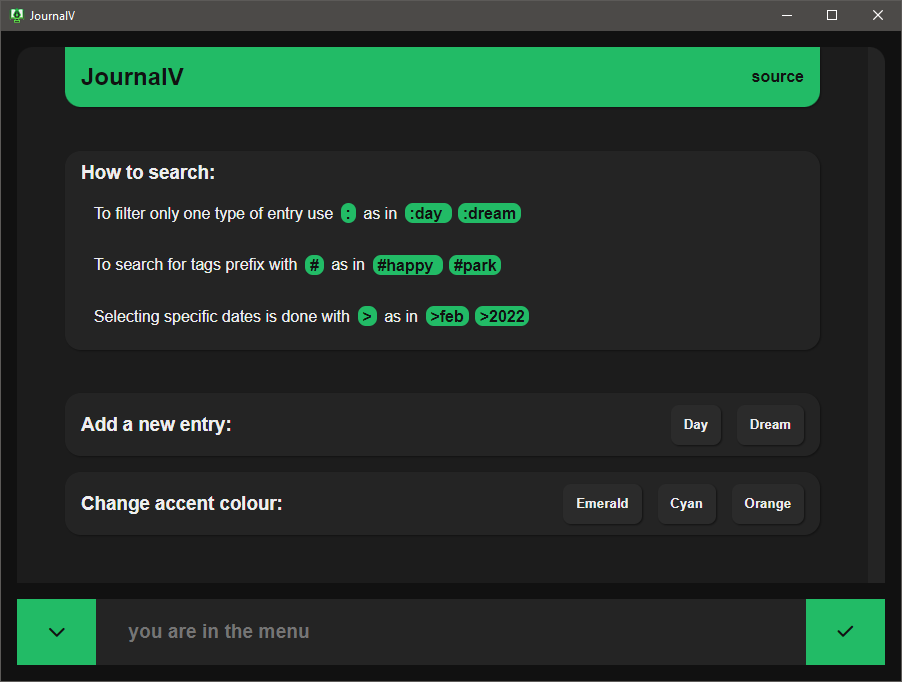 JournalV
JournalV source
How to search:
To filter only one type of entry use : as in :day :dream
To search for tags prefix with # as in #happy #park
Selecting specific dates is done with > as in >feb >2022
Add a new entry: Day Dream
Change accent colour: Emerald Cyan Orange
you are in the menu